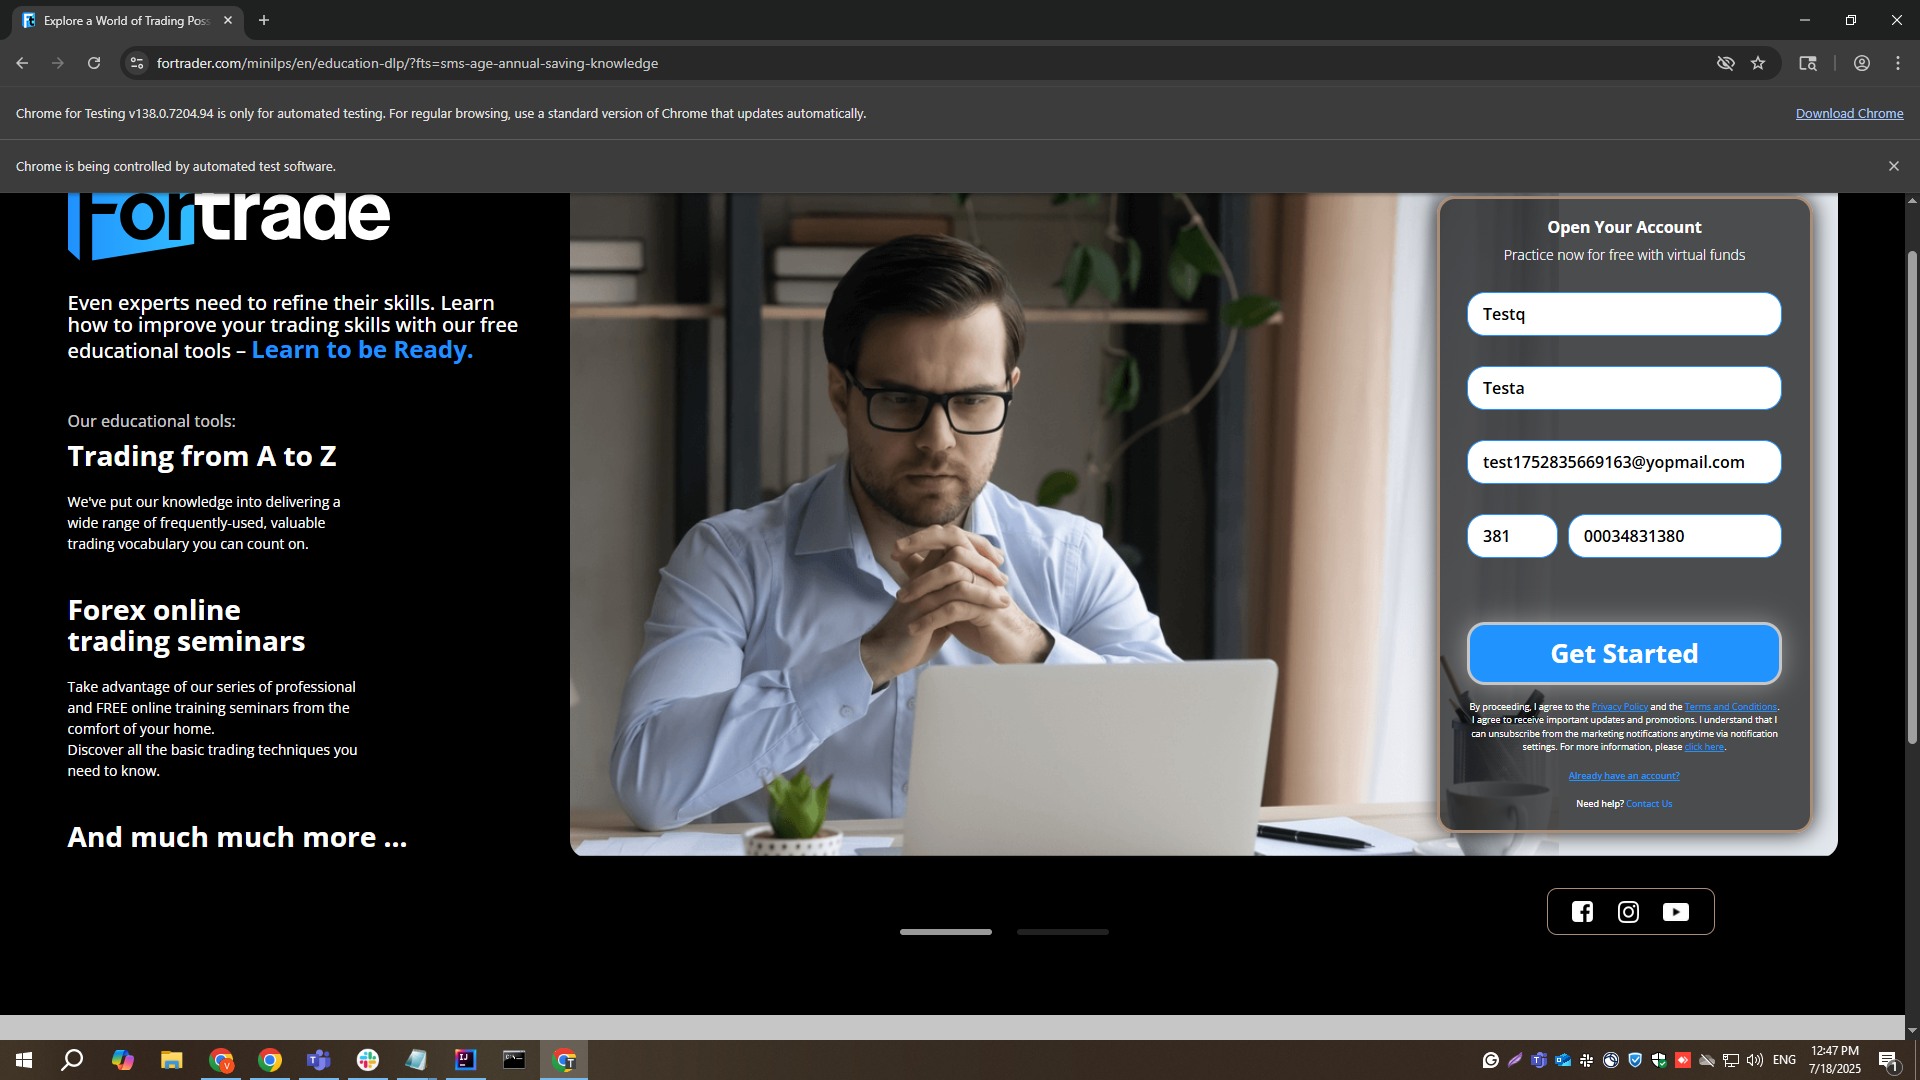 Explore a World of Trading Poss
fortrader.com/minilps/en/education-dlp/?fts=sms-age-annual-saving-knowledge
Chrome for Testing v138.0.7204.94 is only for automated testing. For regular browsing, use a standard version of Chrome that updates automatically.
Download Chrome
Chrome is being controlled by automated test software.
Fortrade
Even experts need to refine their skills. Learn
how to improve your trading skills with our free
educational tools – Learn to be Ready.
Our educational tools:
Trading from A to Z
We've put our knowledge into delivering a
wide range of frequently-used, valuable
trading vocabulary you can count on.
Forex online
trading seminars
Take advantage of our series of professional
and FREE online training seminars from the
comfort of your home.
Discover all the basic trading techniques you
need to know.
And much much more ...
Open Your Account
Practice now for free with virtual funds
Testq
Testa
test1752835669163@yopmail.com
381 00034831380
Get Started
By proceeding, I agree to the Privacy Policy and the Terms and Conditions.
I agree to receive important updates and promotions. I understand that I
can unsubscribe from the marketing notifications anytime via notification
settings. For more information, please click here.
Already have an account?
Need help? Contact Us
ENG
12:47 PM
7/18/2025
1